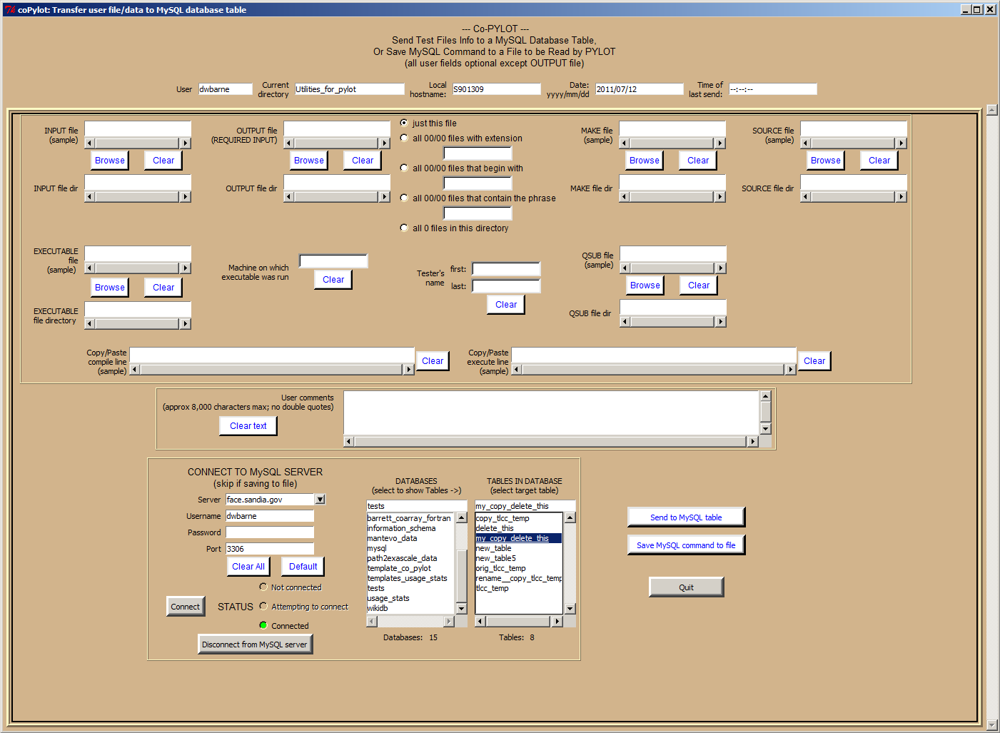 coPylot: Transfer user file/data to MySQL database table
--- Co-PYLOT ---
Send Test Files Info to a MySQL Database Table,
Or Save MySQL Command to a File to be Read by PYLOT
(all user fields optional except OUTPUT file)
User dwbarne Current directory Utilities_for_pylot Local hostname: S901309 Date: yyyy/mm/dd 2011/07/12 Time of last send: --:--:--
INPUT file
(sample)
Browse Clear
INPUT file dir
OUTPUT file
(REQUIRED INPUT)
Browse Clear
OUTPUT file dir
just this file
all 00/00 files with extension
all 00/00 files that begin with
all 00/00 files that contain the phrase
all 0 files in this directory
MAKE file
(sample)
Browse Clear
MAKE file dir
SOURCE file
(sample)
Browse Clear
SOURCE file dir
EXECUTABLE
file
(sample)
Browse Clear
EXECUTABLE
file directory
Machine on which
executable was run
Clear
Tester's
name
first:
last:
Clear
QSUB file
(sample)
Browse Clear
QSUB file dir
Copy/Paste
compile line
(sample)
Clear
Copy/Paste
execute line
(sample)
Clear
User comments
(approx 8,000 characters max; no double quotes)
Clear text
CONNECT TO MySQL SERVER
(skip if saving to file)
Server face.sandia.gov
Username dwbarne
Password
Port 3306
Clear All Default
Not connected
Connect STATUS Attempting to connect
Connected
Disconnect from MySQL server
DATABASES
(select to show Tables ->)
tests
barrett_coarray_fortran
information_schema
mantevo_data
mysql
path2exascale_data
template_co_pylot
templates_usage_stats
tests
usage_stats
wikidb
Databases: 15
TABLES IN DATABASE
(select target table)
my_copy_delete_this
copy_tlcc_temp
delete_this
my_copy_delete_this
new_table
new_table5
orig_tlcc_temp
rename__copy_tlcc_temp
tlcc_temp
Tables: 8
Send to MySQL table
Save MySQL command to file
Quit